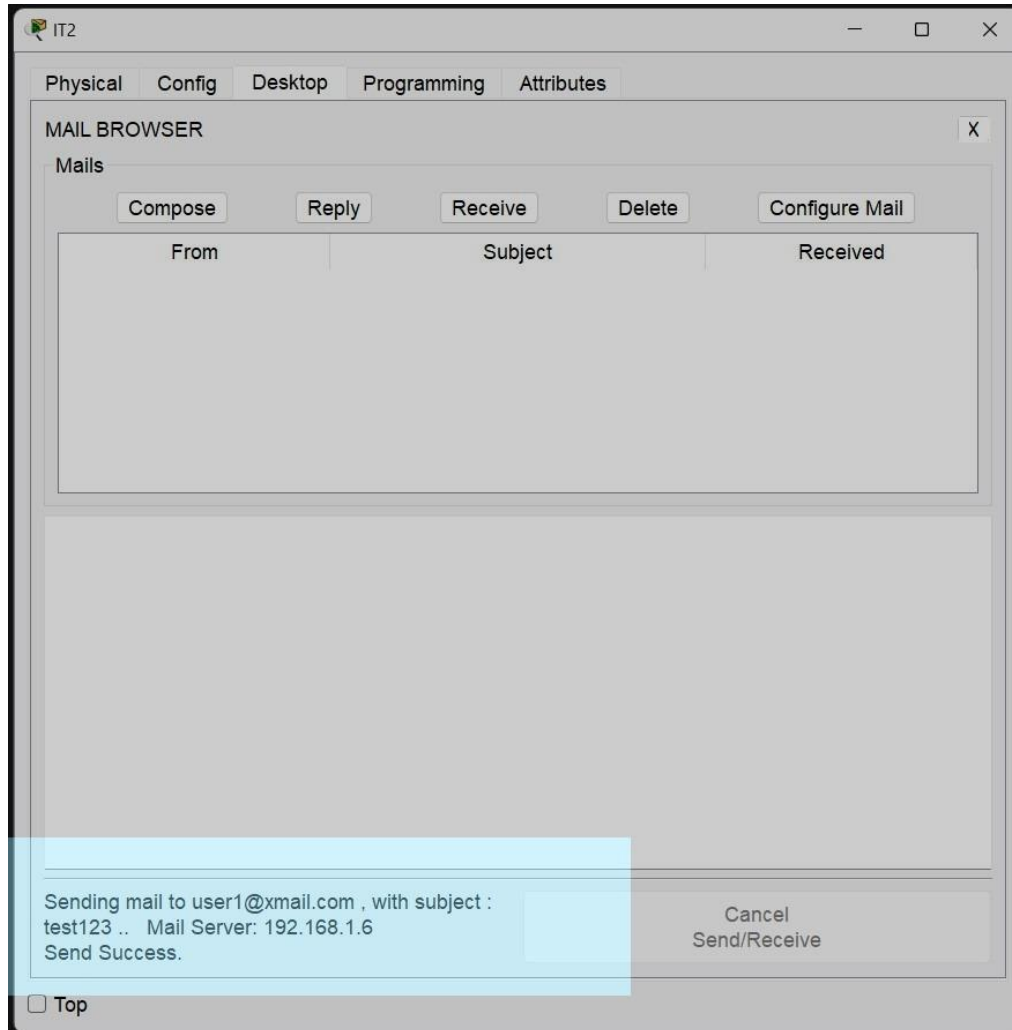 IT2
Physical Config Desktop Programming Attributes
MAIL BROWSER X
Mails
Compose Reply Receive Delete Configure Mail
From Subject Received
Sending mail to user1@xmail.com , with subject :
test123 .. Mail Server: 192.168.1.6
Send Success.
Cancel
Send/Receive
Top